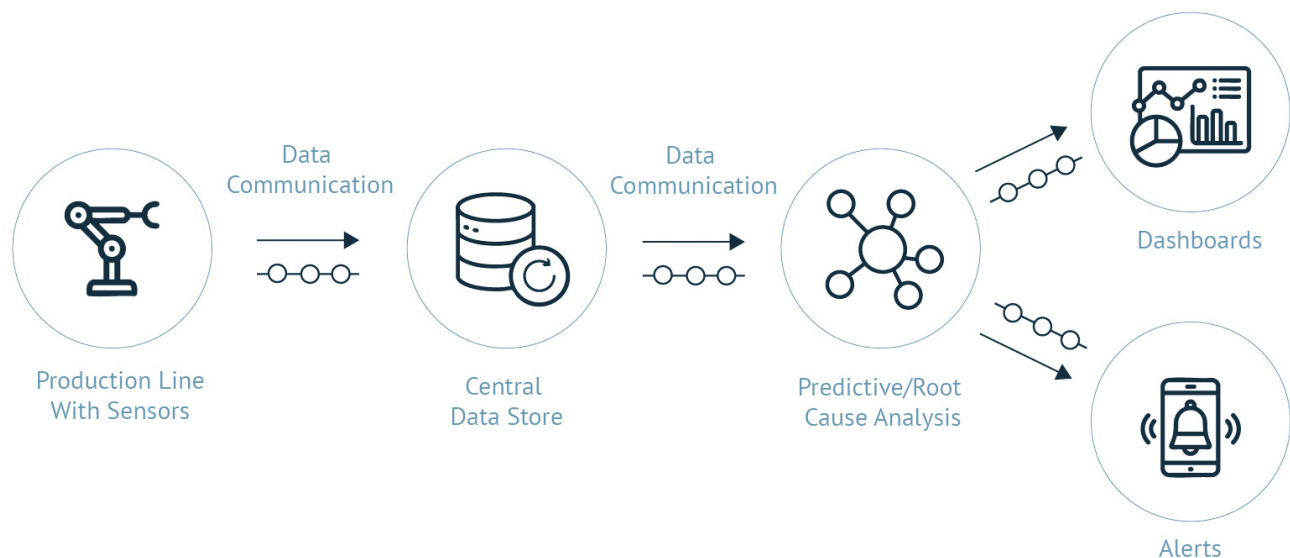 Data
Communication
Data
Communication
Production Line
With Sensors
Central
Data Store
Predictive/Root
Cause Analysis
Dashboards
Alerts